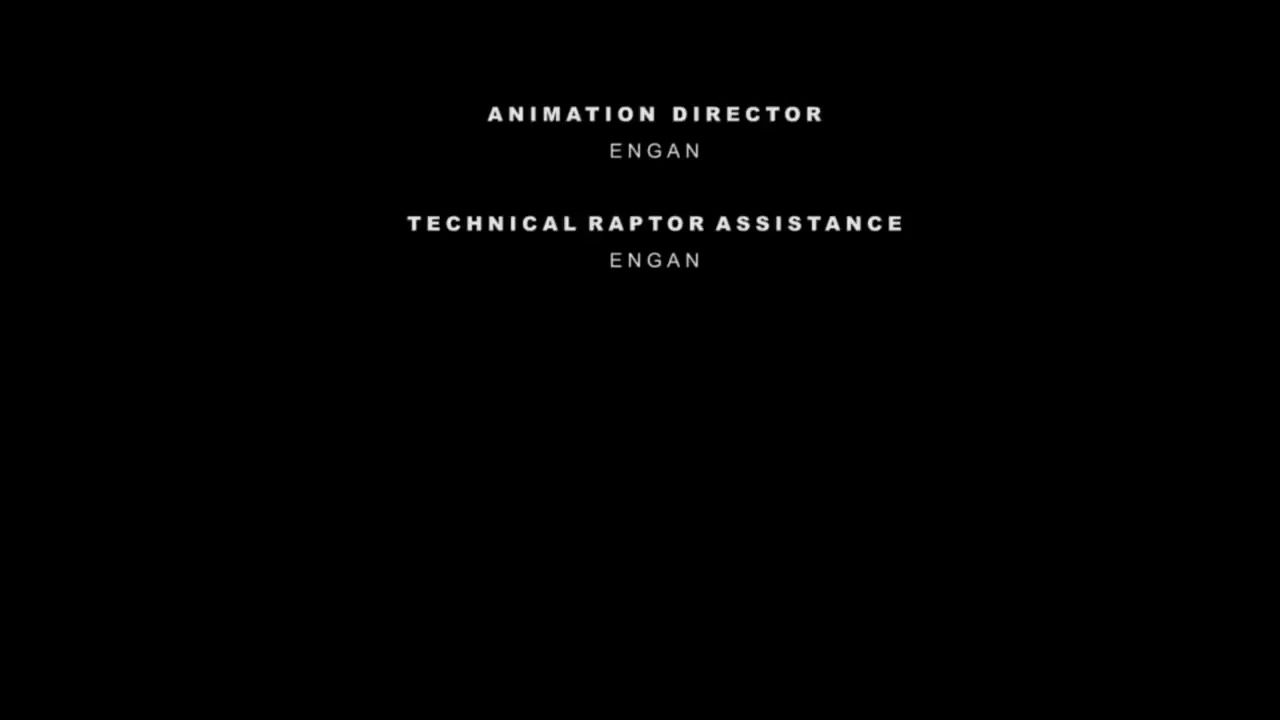 ANIMATION DIRECTOR
ENGAN
TECHNICAL RAPTOR ASSISTANCE
ENGAN